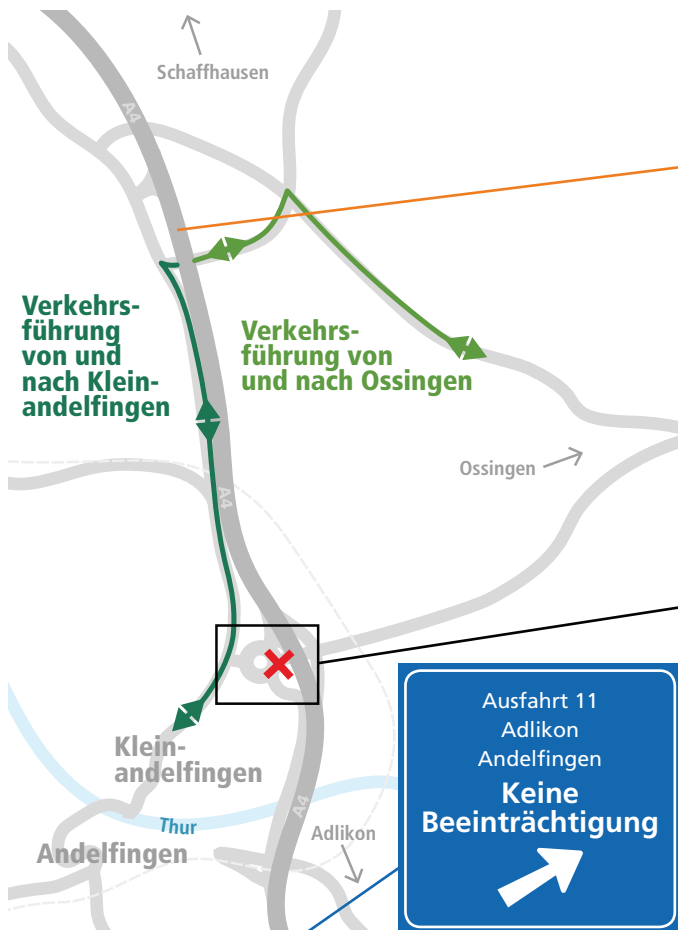 Schaffhausen
A4
Verkehrs-
führung
von und
nach Klein-
andelfingen
Verkehrs-
führung von
und nach Ossingen
Ossingen
A4
Klein-
andelfingen
Thur
Andelfingen
A4
Adlikon
Ausfahrt 11
Adlikon
Andelfingen
Keine
Beeinträchtigung